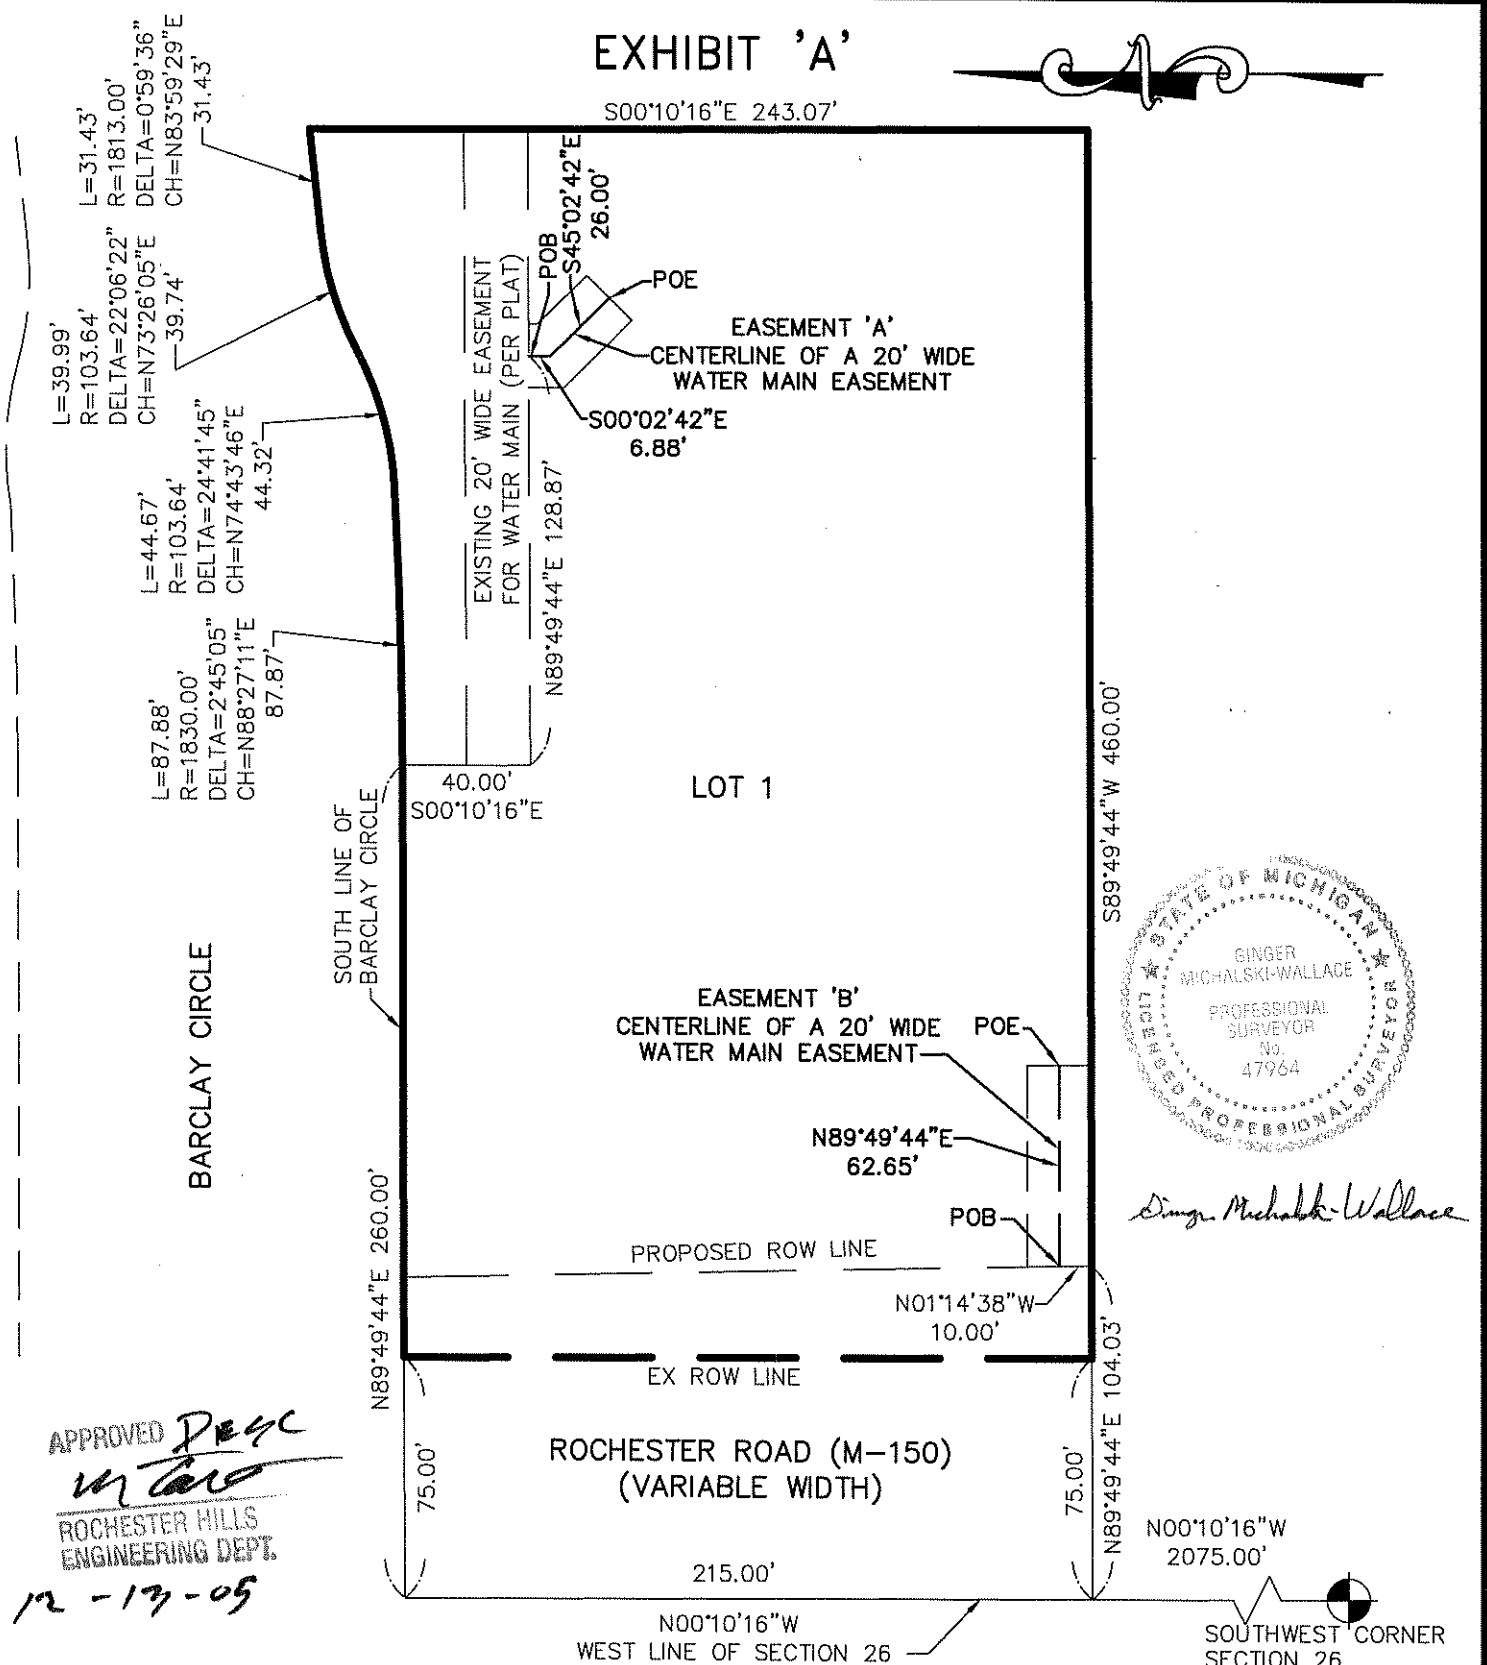 EXHIBIT 'A'
S00°10'16"E 243.07'
L=31.43'
R=1813.00'
DELTA=0°59'36"
CH=N83°59'29"E
31.43'
L=39.99'
R=103.64'
DELTA=22°06'22"
CH=N73°26'05"E
39.74'
L=44.67'
R=103.64'
DELTA=24°41'45"
CH=N74°43'46"E
44.32'
L=87.88'
R=1830.00'
DELTA=2°45'05"
CH=N88°27'11"E
87.87'
EXISTING 20' WIDE EASEMENT
FOR WATER MAIN (PER PLAT)
POB
S45°02'42"E
26.00'
POE
EASEMENT 'A'
CENTERLINE OF A 20' WIDE
WATER MAIN EASEMENT
S00°02'42"E
6.88'
N89°49'44"E 128.87'
40.00'
S00°10'16"E
LOT 1
S89°49'44"W 460.00'
SOUTH LINE OF
BARCLAY CIRCLE
BARCLAY CIRCLE
N89°49'44"E 260.00'
EASEMENT 'B'
CENTERLINE OF A 20' WIDE
WATER MAIN EASEMENT
POE
N89°49'44"E
62.65'
POB
PROPOSED ROW LINE
N01°14'38"W
10.00'
EX ROW LINE
N89°49'44"E 104.03'
STATE OF MICHIGAN
GINGER
MICHALSKI-WALLACE
PROFESSIONAL
SURVEYOR
No.
47964
LICENSED PROFESSIONAL SURVEYOR
Ginger Michalski-Wallace
ROCHESTER ROAD (M-150)
(VARIABLE WIDTH)
75.00'
75.00'
215.00'
N00°10'16"W
WEST LINE OF SECTION 26
N00°10'16"W
2075.00'
SOUTHWEST CORNER
SECTION 26
APPROVED
ROCHESTER HILLS
ENGINEERING DEPT.
12-13-05